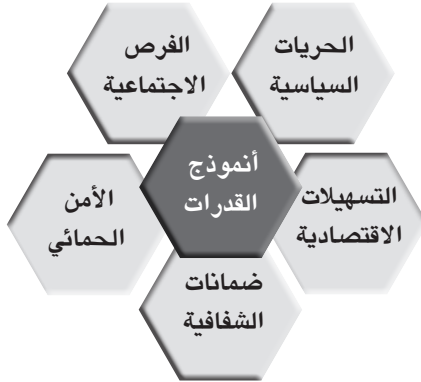 الحريات
السياسية
الفرص
الاجتماعية
أنموذج
القدرات
التسهيلات
الاقتصادية
الأمن
الحمائي
ضمانات
الشفافية